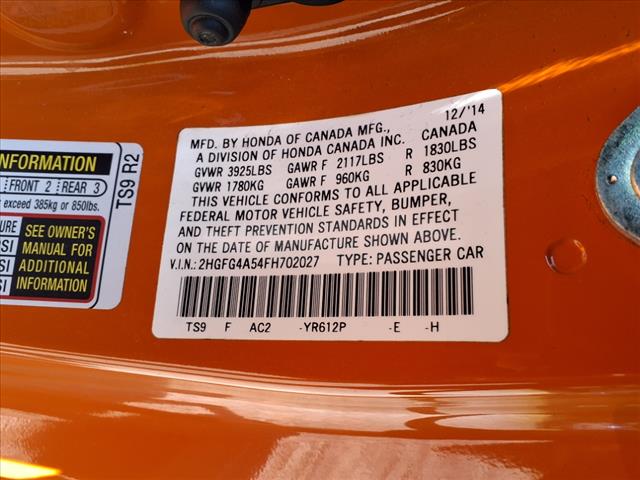 12/'14
MFD. BY HONDA OF CANADA MFG., CANADA
A DIVISION OF HONDA CANADA INC.
GVWR 3925LBS GAWR F 2117LBS R 1830LBS
GVWR 1780KG GAWR F 960KG R 830KG
THIS VEHICLE CONFORMS TO ALL APPLICABLE
FEDERAL MOTOR VEHICLE SAFETY, BUMPER,
AND THEFT PREVENTION STANDARDS IN EFFECT
ON THE DATE OF MANUFACTURE SHOWN ABOVE.
V.I.N.: 2HGFG4A54FH702027 TYPE: PASSENGER CAR
TS9 F AC2 -YR612P -E -H
INFORMATION
FRONT 2 REAR 3
exceed 385kg or 850lbs.
SEE OWNER'S
MANUAL FOR
ADDITIONAL
INFORMATION
TS9 R2